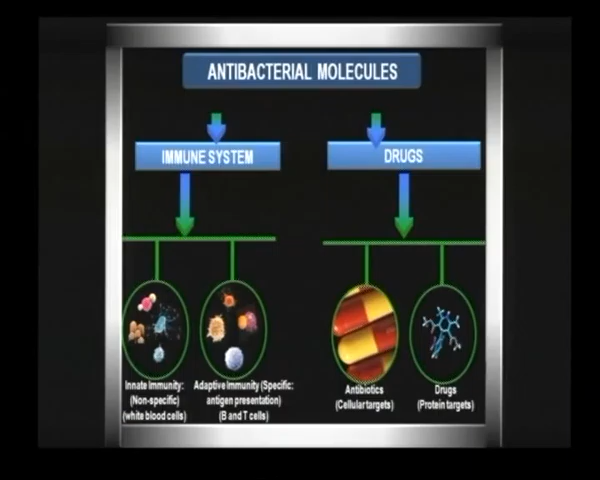 ANTIBACTERIAL MOLECULES
IMMUNE SYSTEM
DRUGS
Innate Immunity:
(Non-specific)
(white blood cells)
Adaptive Immunity (Specific:
antigen presentation)
(B and T cells)
Antibiotics
(Cellular targets)
Drugs
(Protein targets)